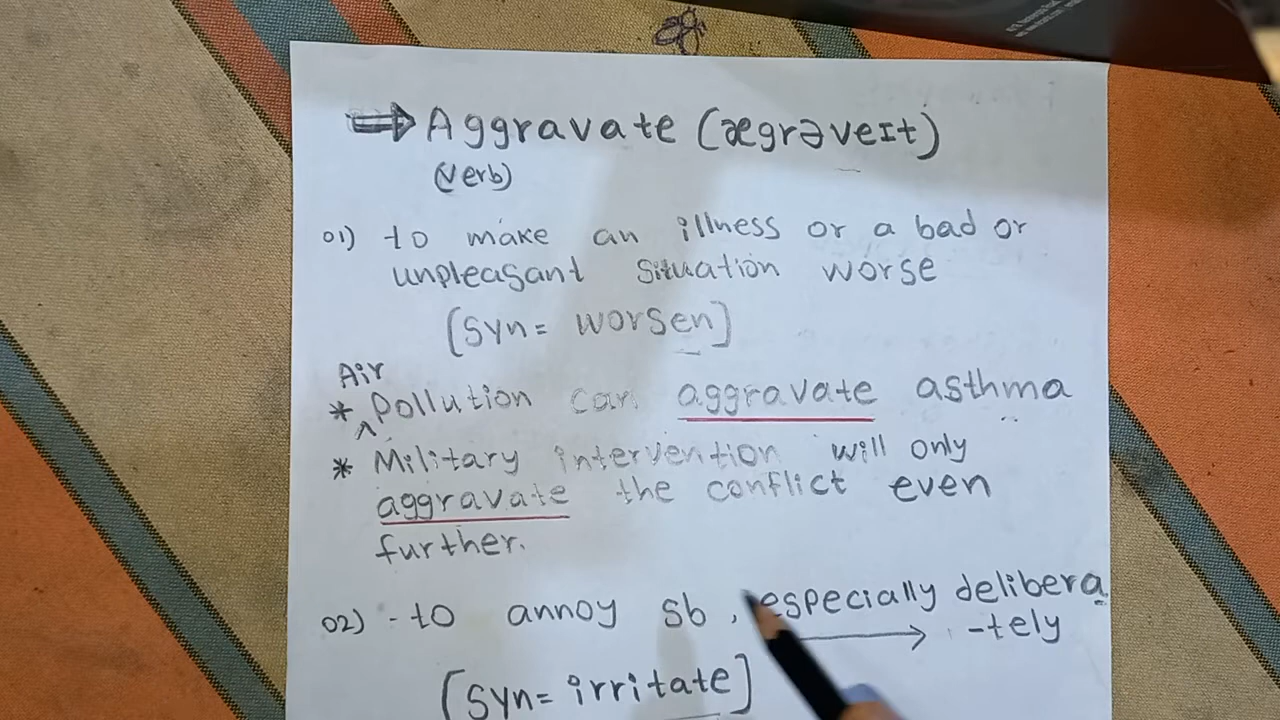 ⇒ Aggravate (ægrəveɪt)
(verb)
01) to make an illness or a bad or
unpleasant situation worse
[Syn = worsen]
Air
* ^ Pollution can aggravate asthma
* Military intervention will only
aggravate the conflict even
further.
02) - to annoy sb, especially delibera
-tely
[Syn = irritate]